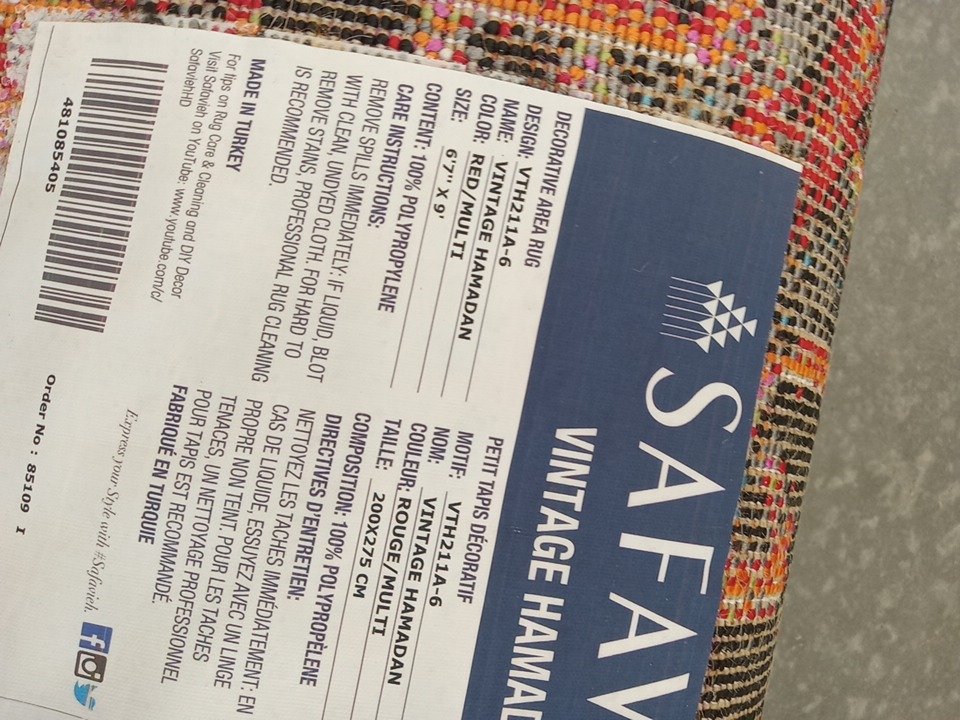 SAFAV
VINTAGE HAMAD
DECORATIVE AREA RUG
DESIGN: VTH211A-6
NAME: VINTAGE HAMADAN
COLOR: RED/MULTI
SIZE: 6'7" X 9'
CONTENT: 100% POLYPROPYLENE
CARE INSTRUCTIONS:
REMOVE SPILLS IMMEDIATELY: IF LIQUID, BLOT
WITH CLEAN, UNDYED CLOTH. FOR HARD TO
REMOVE STAINS, PROFESSIONAL RUG CLEANING
IS RECOMMENDED.
MADE IN TURKEY
For tips on Rug Care & Cleaning and DIY Decor
Visit Safavieh on YouTube: www.youtube.com/c/
SafaviehHD
481085405
PETIT TAPIS DÉCORATIF
MOTIF: VTH211A-6
NOM: VINTAGE HAMADAN
COULEUR: ROUGE/MULTI
TAILLE: 200X275 CM
COMPOSITION: 100% POLYPROPÈLENE
DIRECTIVES D'ENTRETIEN:
NETTOYEZ LES TACHES IMMÉDIATEMENT: EN
CAS DE LIQUIDE, ESSUYEZ AVEC UN LINGE
PROPRE NON TEINT. POUR LES TACHES
TENACES, UN NETTOYAGE PROFESSIONNEL
POUR TAPIS EST RECOMMANDÉ.
FABRIQUÉ EN TURQUIE
Express your Style with #Safavieh
Order No : 85109 I